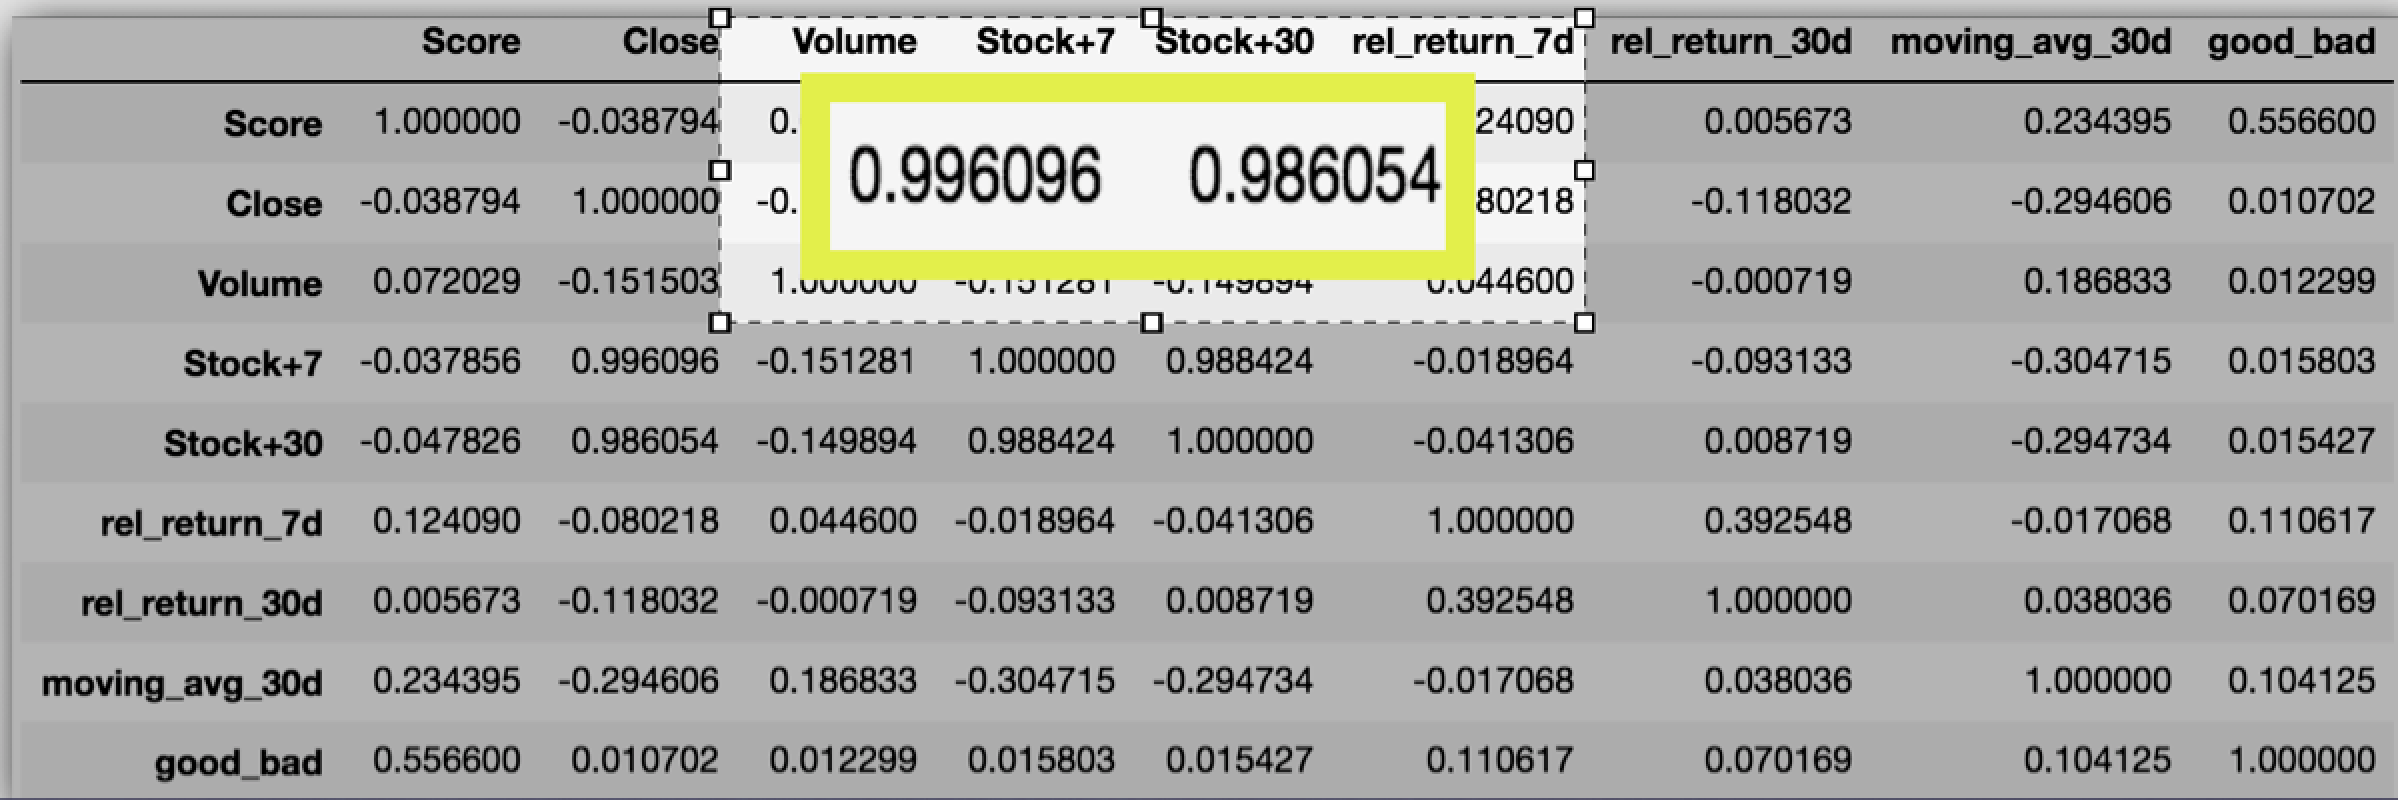 Score Close Volume Stock+7 Stock+30 rel_return_7d rel_return_30d moving_avg_30d good_bad
Score 1.000000 -0.038794 0. 24090 0.005673 0.234395 0.556600
0.996096 0.986054
Close -0.038794 1.000000 -0. 80218 -0.118032 -0.294606 0.010702
Volume 0.072029 -0.151503 1.000000 -0.151281 -0.149894 0.044600 -0.000719 0.186833 0.012299
Stock+7 -0.037856 0.996096 -0.151281 1.000000 0.988424 -0.018964 -0.093133 -0.304715 0.015803
Stock+30 -0.047826 0.986054 -0.149894 0.988424 1.000000 -0.041306 0.008719 -0.294734 0.015427
rel_return_7d 0.124090 -0.080218 0.044600 -0.018964 -0.041306 1.000000 0.392548 -0.017068 0.110617
rel_return_30d 0.005673 -0.118032 -0.000719 -0.093133 0.008719 0.392548 1.000000 0.038036 0.070169
moving_avg_30d 0.234395 -0.294606 0.186833 -0.304715 -0.294734 -0.017068 0.038036 1.000000 0.104125
good_bad 0.556600 0.010702 0.012299 0.015803 0.015427 0.110617 0.070169 0.104125 1.000000